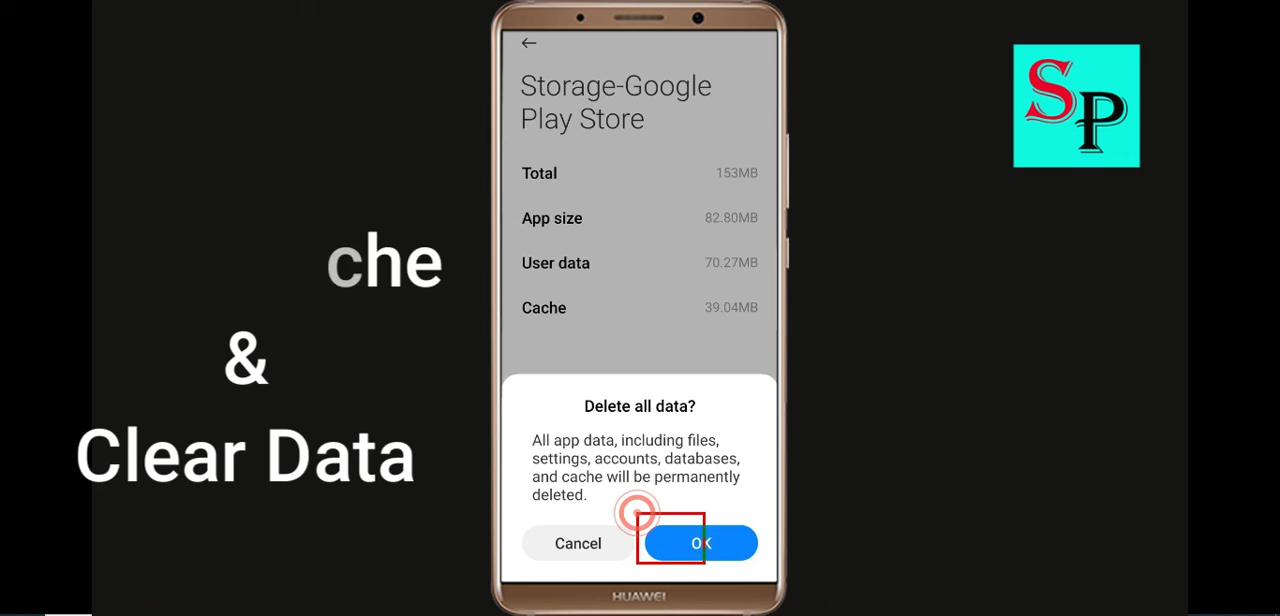 Storage-Google
Play Store
Total 153MB
App size 82.80MB
User data 70.27MB
Cache 39.04MB
Delete all data?
All app data, including files,
settings, accounts, databases,
and cache will be permanently
deleted.
Cancel OK
HUAWEI
che
&
Clear Data
SP